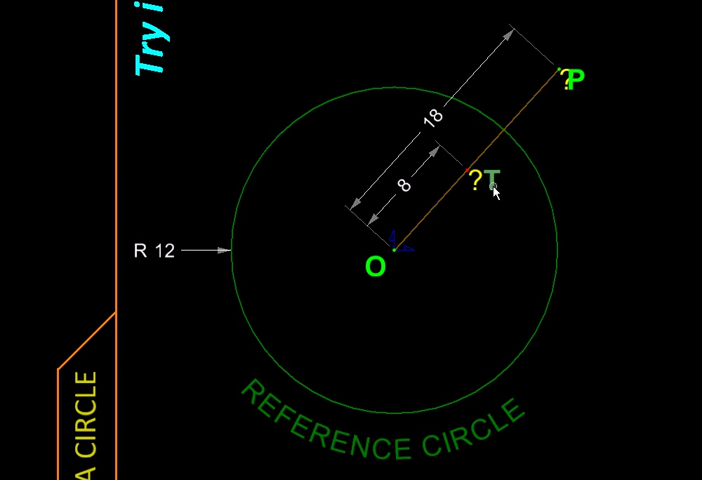 Try i
18
?P
8
?T
R 12
O
REFERENCE CIRCLE
A CIRCLE